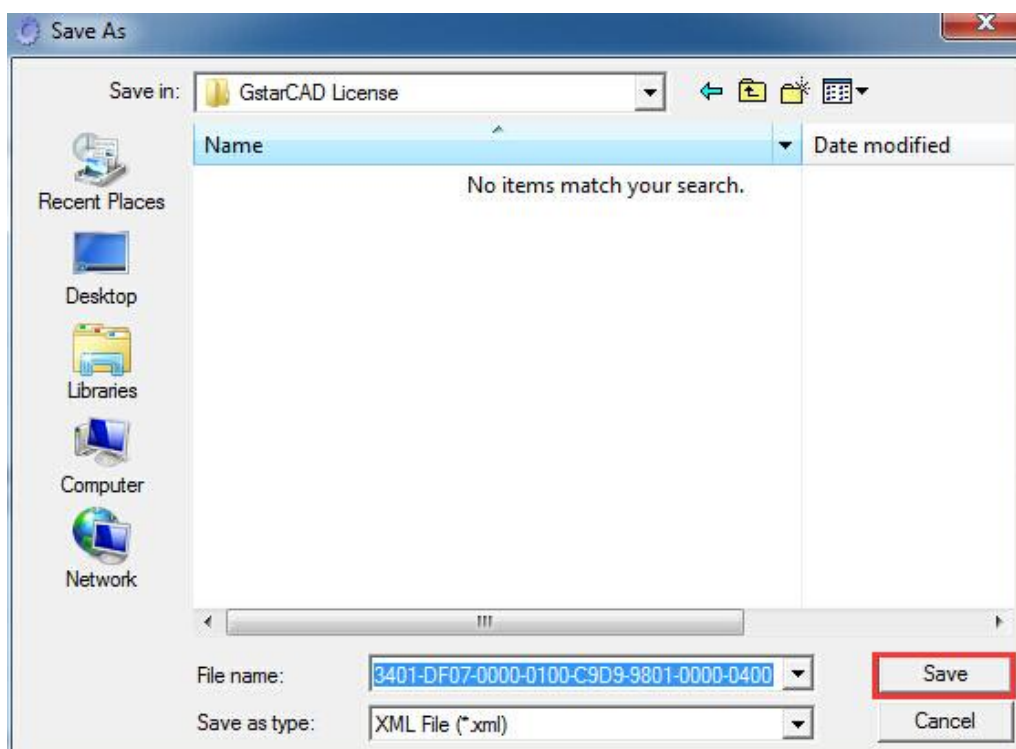 Save As
Save in: GstarCAD License
Name Date modified
No items match your search.
Recent Places
Desktop
Libraries
Computer
Network
File name: 3401-DF07-0000-0100-C9D9-9801-0000-0400 Save
Save as type: XML File (*.xml) Cancel